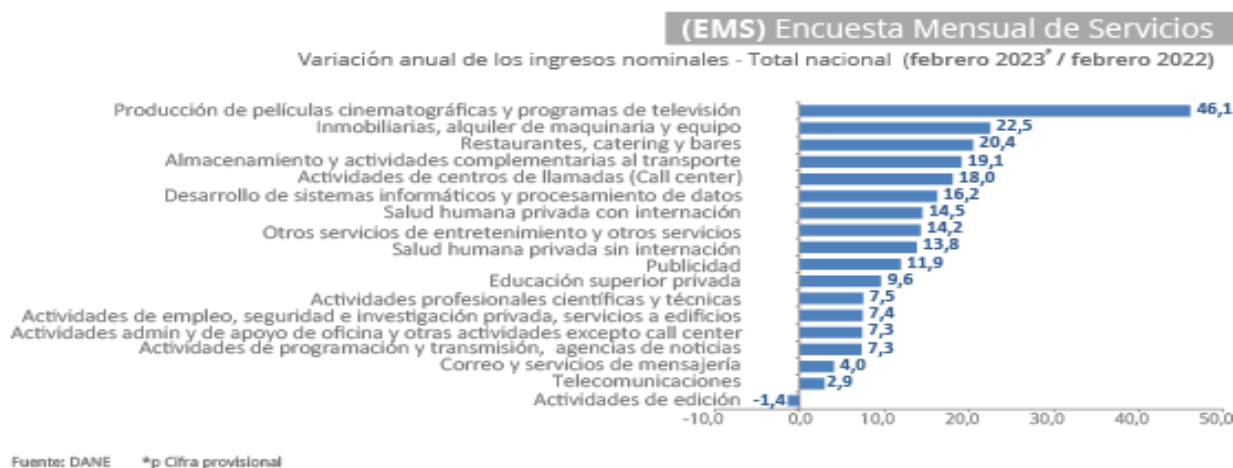 (EMS) Encuesta Mensual de Servicios
Variación anual de los ingresos nominales - Total nacional (febrero 2023ᵖ / febrero 2022)
Producción de películas cinematográficas y programas de televisión 46,1
Inmobiliarias, alquiler de maquinaria y equipo 22,5
Restaurantes, catering y bares 20,4
Almacenamiento y actividades complementarias al transporte 19,1
Actividades de centros de llamadas (Call center) 18,0
Desarrollo de sistemas informáticos y procesamiento de datos 16,2
Salud humana privada con internación 14,5
Otros servicios de entretenimiento y otros servicios 14,2
Salud humana privada sin internación 13,8
Publicidad 11,9
Educación superior privada 9,6
Actividades profesionales científicas y técnicas 7,5
Actividades de empleo, seguridad e investigación privada, servicios a edificios 7,4
Actividades admin y de apoyo de oficina y otras actividades excepto call center 7,3
Actividades de programación y transmisión, agencias de noticias 7,3
Correo y servicios de mensajería 4,0
Telecomunicaciones 2,9
Actividades de edición -1,4
-10,0 0,0 10,0 20,0 30,0 40,0 50,0
Fuente: DANE *p Cifra provisional